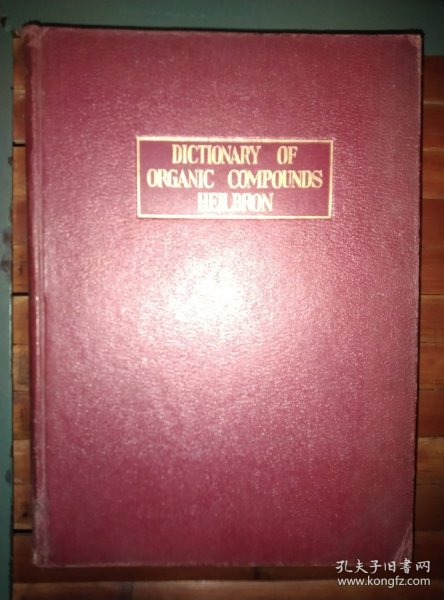 DICTIONARY OF
ORGANIC COMPOUNDS
HEILBRON
孔夫子旧书网
www.kongfz.com